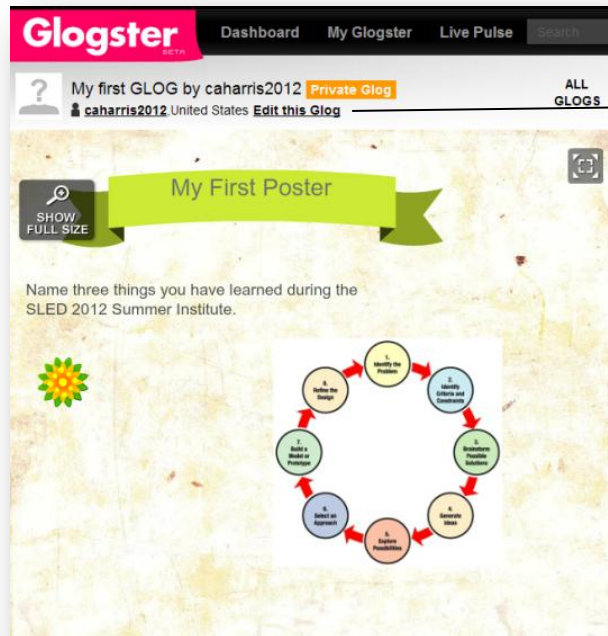 Glogster
BETA
Dashboard My Glogster Live Pulse Search
?
My first GLOG by caharris2012 Private Glog
caharris2012,United States Edit this Glog
ALL
GLOGS
SHOW
FULL SIZE
My First Poster
Name three things you have learned during the
SLED 2012 Summer Institute.
1.
Identify the
Problem
2.
Identify
Criteria and
Constraints
3.
Brainstorm
Possible
Solutions
4.
Generate
Ideas
5.
Explore
Possibilities
6.
Select an
Approach
7.
Build a
Model or
Prototype
8.
Refine the
Design